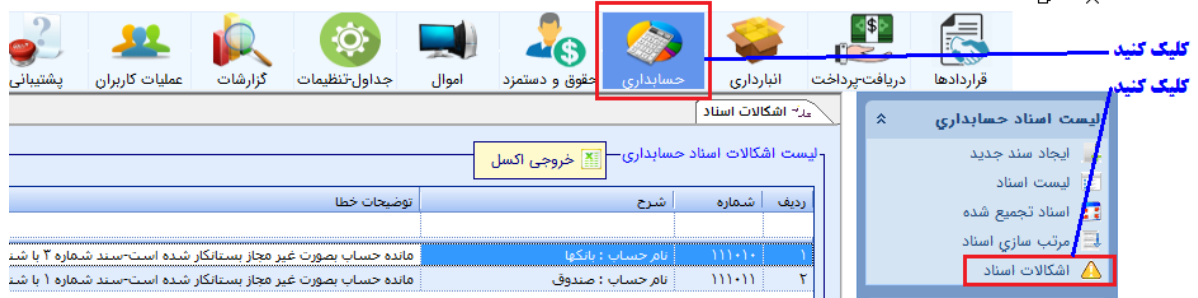 کلیک کنید
قراردادها
دریافت-پرداخت
انبارداری
حسابداری
حقوق و دستمزد
اموال
جداول-تنظیمات
گزارشات
عملیات کاربران
پشتیبانی
کلیک کنید
لیست اسناد حسابداري
ایجاد سند جدید
لیست اسناد
اسناد تجمیع شده
مرتب سازي اسناد
اشکالات اسناد
اشکالات اسناد
لیست اشکالات اسناد حسابداری
خروجی اکسل
ردیف شماره شرح توضیحات خطا
۱ ۱۱۱۰۱۰ نام حساب : بانکها مانده حساب بصورت غیر مجاز بستانکار شده است-سند شماره ۳ با
۲ ۱۱۱۰۱۱ نام حساب : صندوق مانده حساب بصورت غیر مجاز بستانکار شده است-سند شماره ۱ با